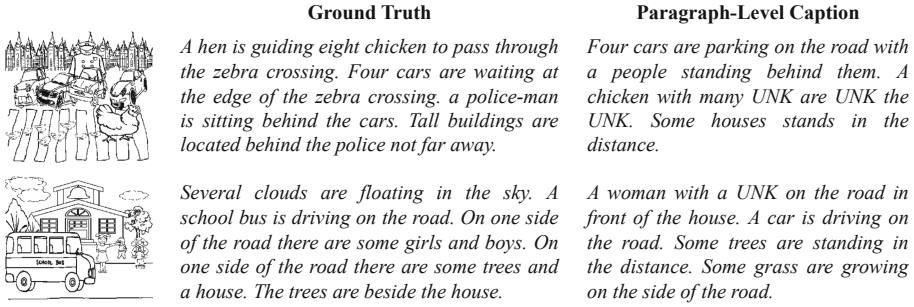 Ground Truth
Paragraph-Level Caption
A hen is guiding eight chicken to pass through
the zebra crossing. Four cars are waiting at
the edge of the zebra crossing. a police-man
is sitting behind the cars. Tall buildings are
located behind the police not far away.
Four cars are parking on the road with
a people standing behind them. A
chicken with many UNK are UNK the
UNK. Some houses stands in the
distance.
SCHOOL BUS
Several clouds are floating in the sky. A
school bus is driving on the road. On one side
of the road there are some girls and boys. On
one side of the road there are some trees and
a house. The trees are beside the house.
A woman with a UNK on the road in
front of the house. A car is driving on
the road. Some trees are standing in
the distance. Some grass are growing
on the side of the road.